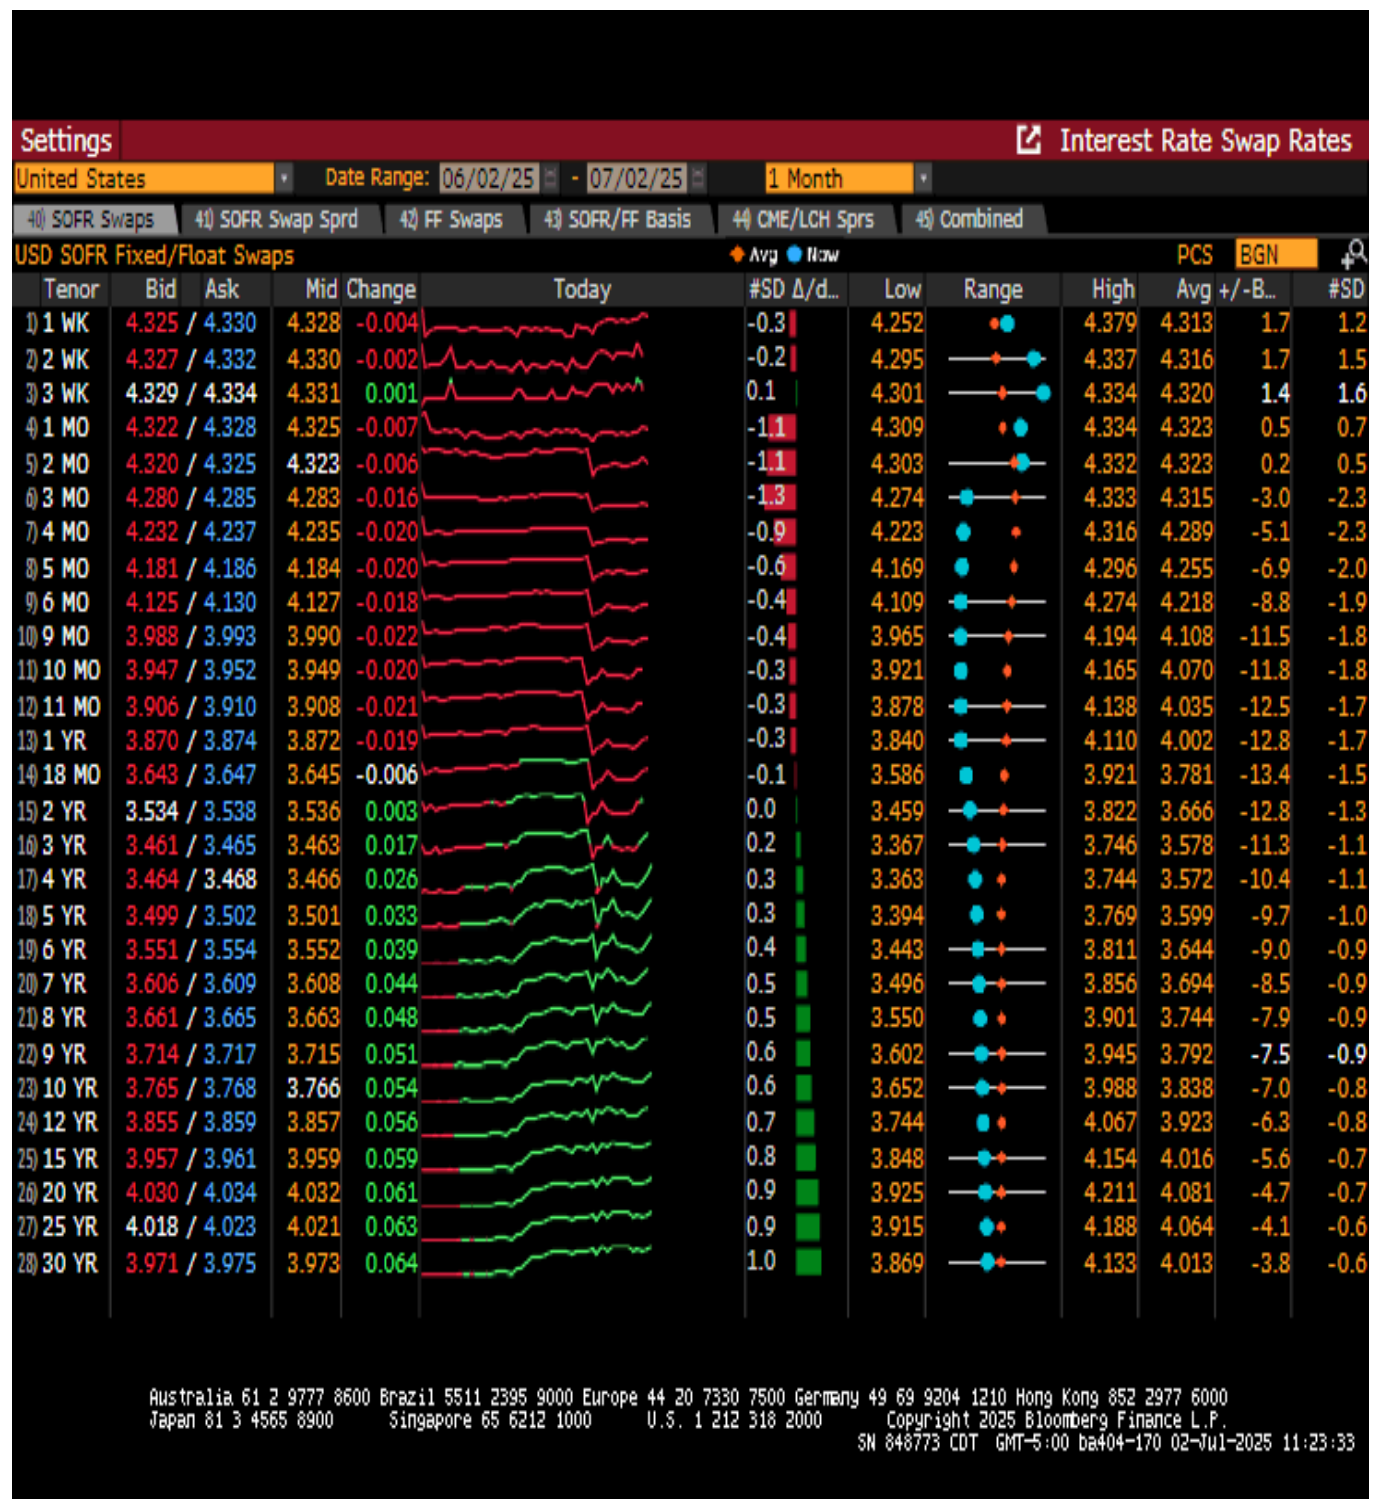 Settings Interest Rate Swap Rates
United States Date Range: 06/02/25 - 07/02/25 1 Month
40) SOFR Swaps 41) SOFR Swap Sprd 42) FF Swaps 43) SOFR/FF Basis 44) CME/LCH Sprs 45) Combined
USD SOFR Fixed/Float Swaps Avg Now PCS BGN
Tenor Bid Ask Mid Change Today #SD Δ/d... Low Range High Avg +/-B... #SD
1) 1 WK 4.325 / 4.330 4.328 -0.004 -0.3 4.252 4.379 4.313 1.7 1.2
2) 2 WK 4.327 / 4.332 4.330 -0.002 -0.2 4.295 4.337 4.316 1.7 1.5
3) 3 WK 4.329 / 4.334 4.331 0.001 0.1 4.301 4.334 4.320 1.4 1.6
4) 1 MO 4.322 / 4.328 4.325 -0.007 -1.1 4.309 4.334 4.323 0.5 0.7
5) 2 MO 4.320 / 4.325 4.323 -0.006 -1.1 4.303 4.332 4.323 0.2 0.5
6) 3 MO 4.280 / 4.285 4.283 -0.016 -1.3 4.274 4.333 4.315 -3.0 -2.3
7) 4 MO 4.232 / 4.237 4.235 -0.020 -0.9 4.223 4.316 4.289 -5.1 -2.3
8) 5 MO 4.181 / 4.186 4.184 -0.020 -0.6 4.169 4.296 4.255 -6.9 -2.0
9) 6 MO 4.125 / 4.130 4.127 -0.018 -0.4 4.109 4.274 4.218 -8.8 -1.9
10) 9 MO 3.988 / 3.993 3.990 -0.022 -0.4 3.965 4.194 4.108 -11.5 -1.8
11) 10 MO 3.947 / 3.952 3.949 -0.020 -0.3 3.921 4.165 4.070 -11.8 -1.8
12) 11 MO 3.906 / 3.910 3.908 -0.021 -0.3 3.878 4.138 4.035 -12.5 -1.7
13) 1 YR 3.870 / 3.874 3.872 -0.019 -0.3 3.840 4.110 4.002 -12.8 -1.7
14) 18 MO 3.643 / 3.647 3.645 -0.006 -0.1 3.586 3.921 3.781 -13.4 -1.5
15) 2 YR 3.534 / 3.538 3.536 0.003 0.0 3.459 3.822 3.666 -12.8 -1.3
16) 3 YR 3.461 / 3.465 3.463 0.017 0.2 3.367 3.746 3.578 -11.3 -1.1
17) 4 YR 3.464 / 3.468 3.466 0.026 0.3 3.363 3.744 3.572 -10.4 -1.1
18) 5 YR 3.499 / 3.502 3.501 0.033 0.3 3.394 3.769 3.599 -9.7 -1.0
19) 6 YR 3.551 / 3.554 3.552 0.039 0.4 3.443 3.811 3.644 -9.0 -0.9
20) 7 YR 3.606 / 3.609 3.608 0.044 0.5 3.496 3.856 3.694 -8.5 -0.9
21) 8 YR 3.661 / 3.665 3.663 0.048 0.5 3.550 3.901 3.744 -7.9 -0.9
22) 9 YR 3.714 / 3.717 3.715 0.051 0.6 3.602 3.945 3.792 -7.5 -0.9
23) 10 YR 3.765 / 3.768 3.766 0.054 0.6 3.652 3.988 3.838 -7.0 -0.8
24) 12 YR 3.855 / 3.859 3.857 0.056 0.7 3.744 4.067 3.923 -6.3 -0.8
25) 15 YR 3.957 / 3.961 3.959 0.059 0.8 3.848 4.154 4.016 -5.6 -0.7
26) 20 YR 4.030 / 4.034 4.032 0.061 0.9 3.925 4.211 4.081 -4.7 -0.7
27) 25 YR 4.018 / 4.023 4.021 0.063 0.9 3.915 4.188 4.064 -4.1 -0.6
28) 30 YR 3.971 / 3.975 3.973 0.064 1.0 3.869 4.133 4.013 -3.8 -0.6
Australia 61 2 9777 8600 Brazil 5511 2395 9000 Europe 44 20 7330 7500 Germany 49 69 9204 1210 Hong Kong 852 2977 6000
Japan 81 3 4565 8900 Singapore 65 6212 1000 U.S. 1 212 318 2000 Copyright 2025 Bloomberg Finance L.P.
SN 848773 CDT GMT-5:00 ba404-170 02-Jul-2025 11:23:33